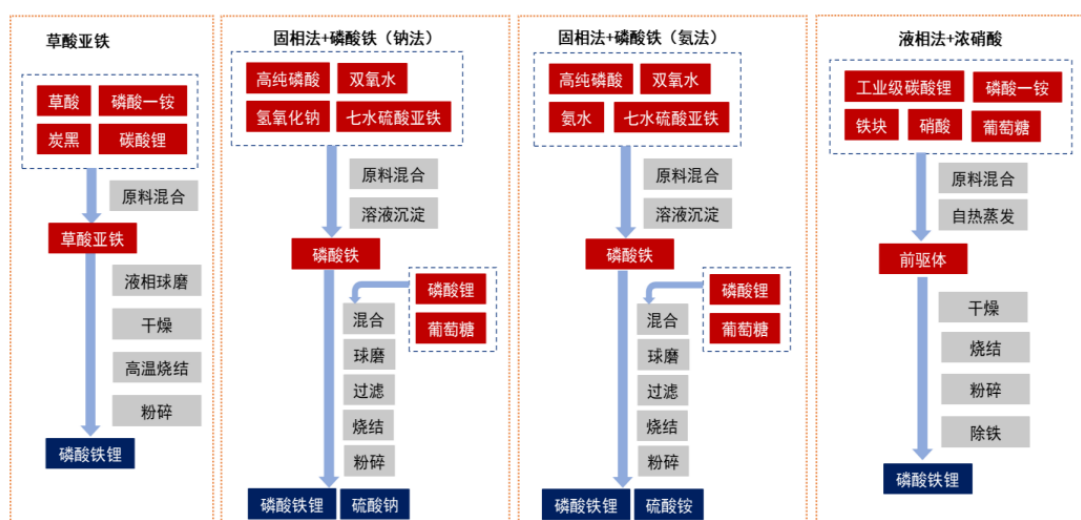 草酸亚铁
草酸 磷酸一铵
炭黑 碳酸锂
原料混合
草酸亚铁
液相球磨
干燥
高温烧结
粉碎
磷酸铁锂
固相法+磷酸铁（钠法）
高纯磷酸 双氧水
氢氧化钠 七水硫酸亚铁
原料混合
溶液沉淀
磷酸铁
磷酸锂
葡萄糖
混合
球磨
过滤
烧结
粉碎
磷酸铁锂 硫酸钠
固相法+磷酸铁（氨法）
高纯磷酸 双氧水
氨水 七水硫酸亚铁
原料混合
溶液沉淀
磷酸铁
磷酸锂
葡萄糖
混合
球磨
过滤
烧结
粉碎
磷酸铁锂 硫酸铵
液相法+浓硝酸
工业级碳酸锂 磷酸一铵
铁块 硝酸 葡萄糖
原料混合
自热蒸发
前驱体
干燥
烧结
粉碎
除铁
磷酸铁锂